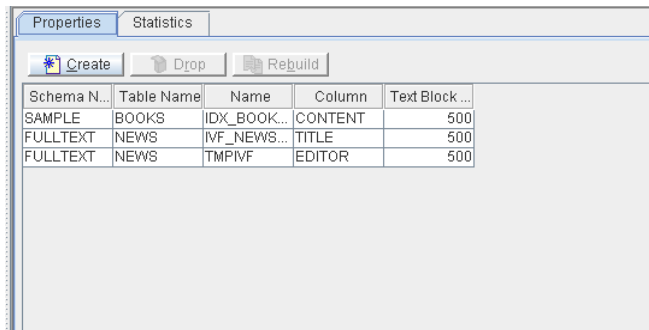 Properties Statistics
Create Drop Rebuild
Schema N... Table Name Name Column Text Block ...
SAMPLE BOOKS IDX_BOOK... CONTENT 500
FULLTEXT NEWS IVF_NEWS... TITLE 500
FULLTEXT NEWS TMPIVF EDITOR 500